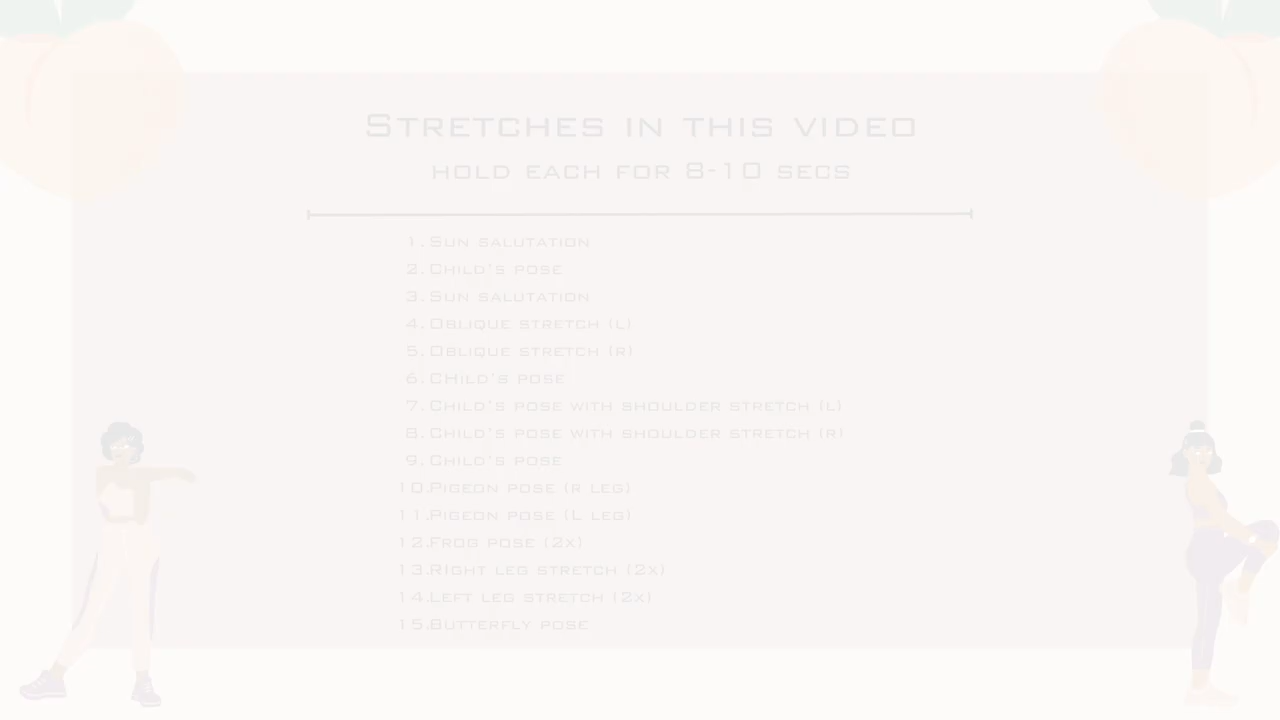 Stretches in this video
hold each for 8-10 secs
1. Sun salutation
2. Child's pose
3. Sun salutation
4. Oblique stretch (L)
5. Oblique stretch (R)
6. CHild's pose
7. Child's pose with shoulder stretch (L)
8. Child's pose with shoulder stretch (R)
9. Child's pose
10. Pigeon pose (R leg)
11. Pigeon pose (L leg)
12. Frog pose (2x)
13. Right leg stretch (2x)
14. Left leg stretch (2x)
15. Butterfly pose